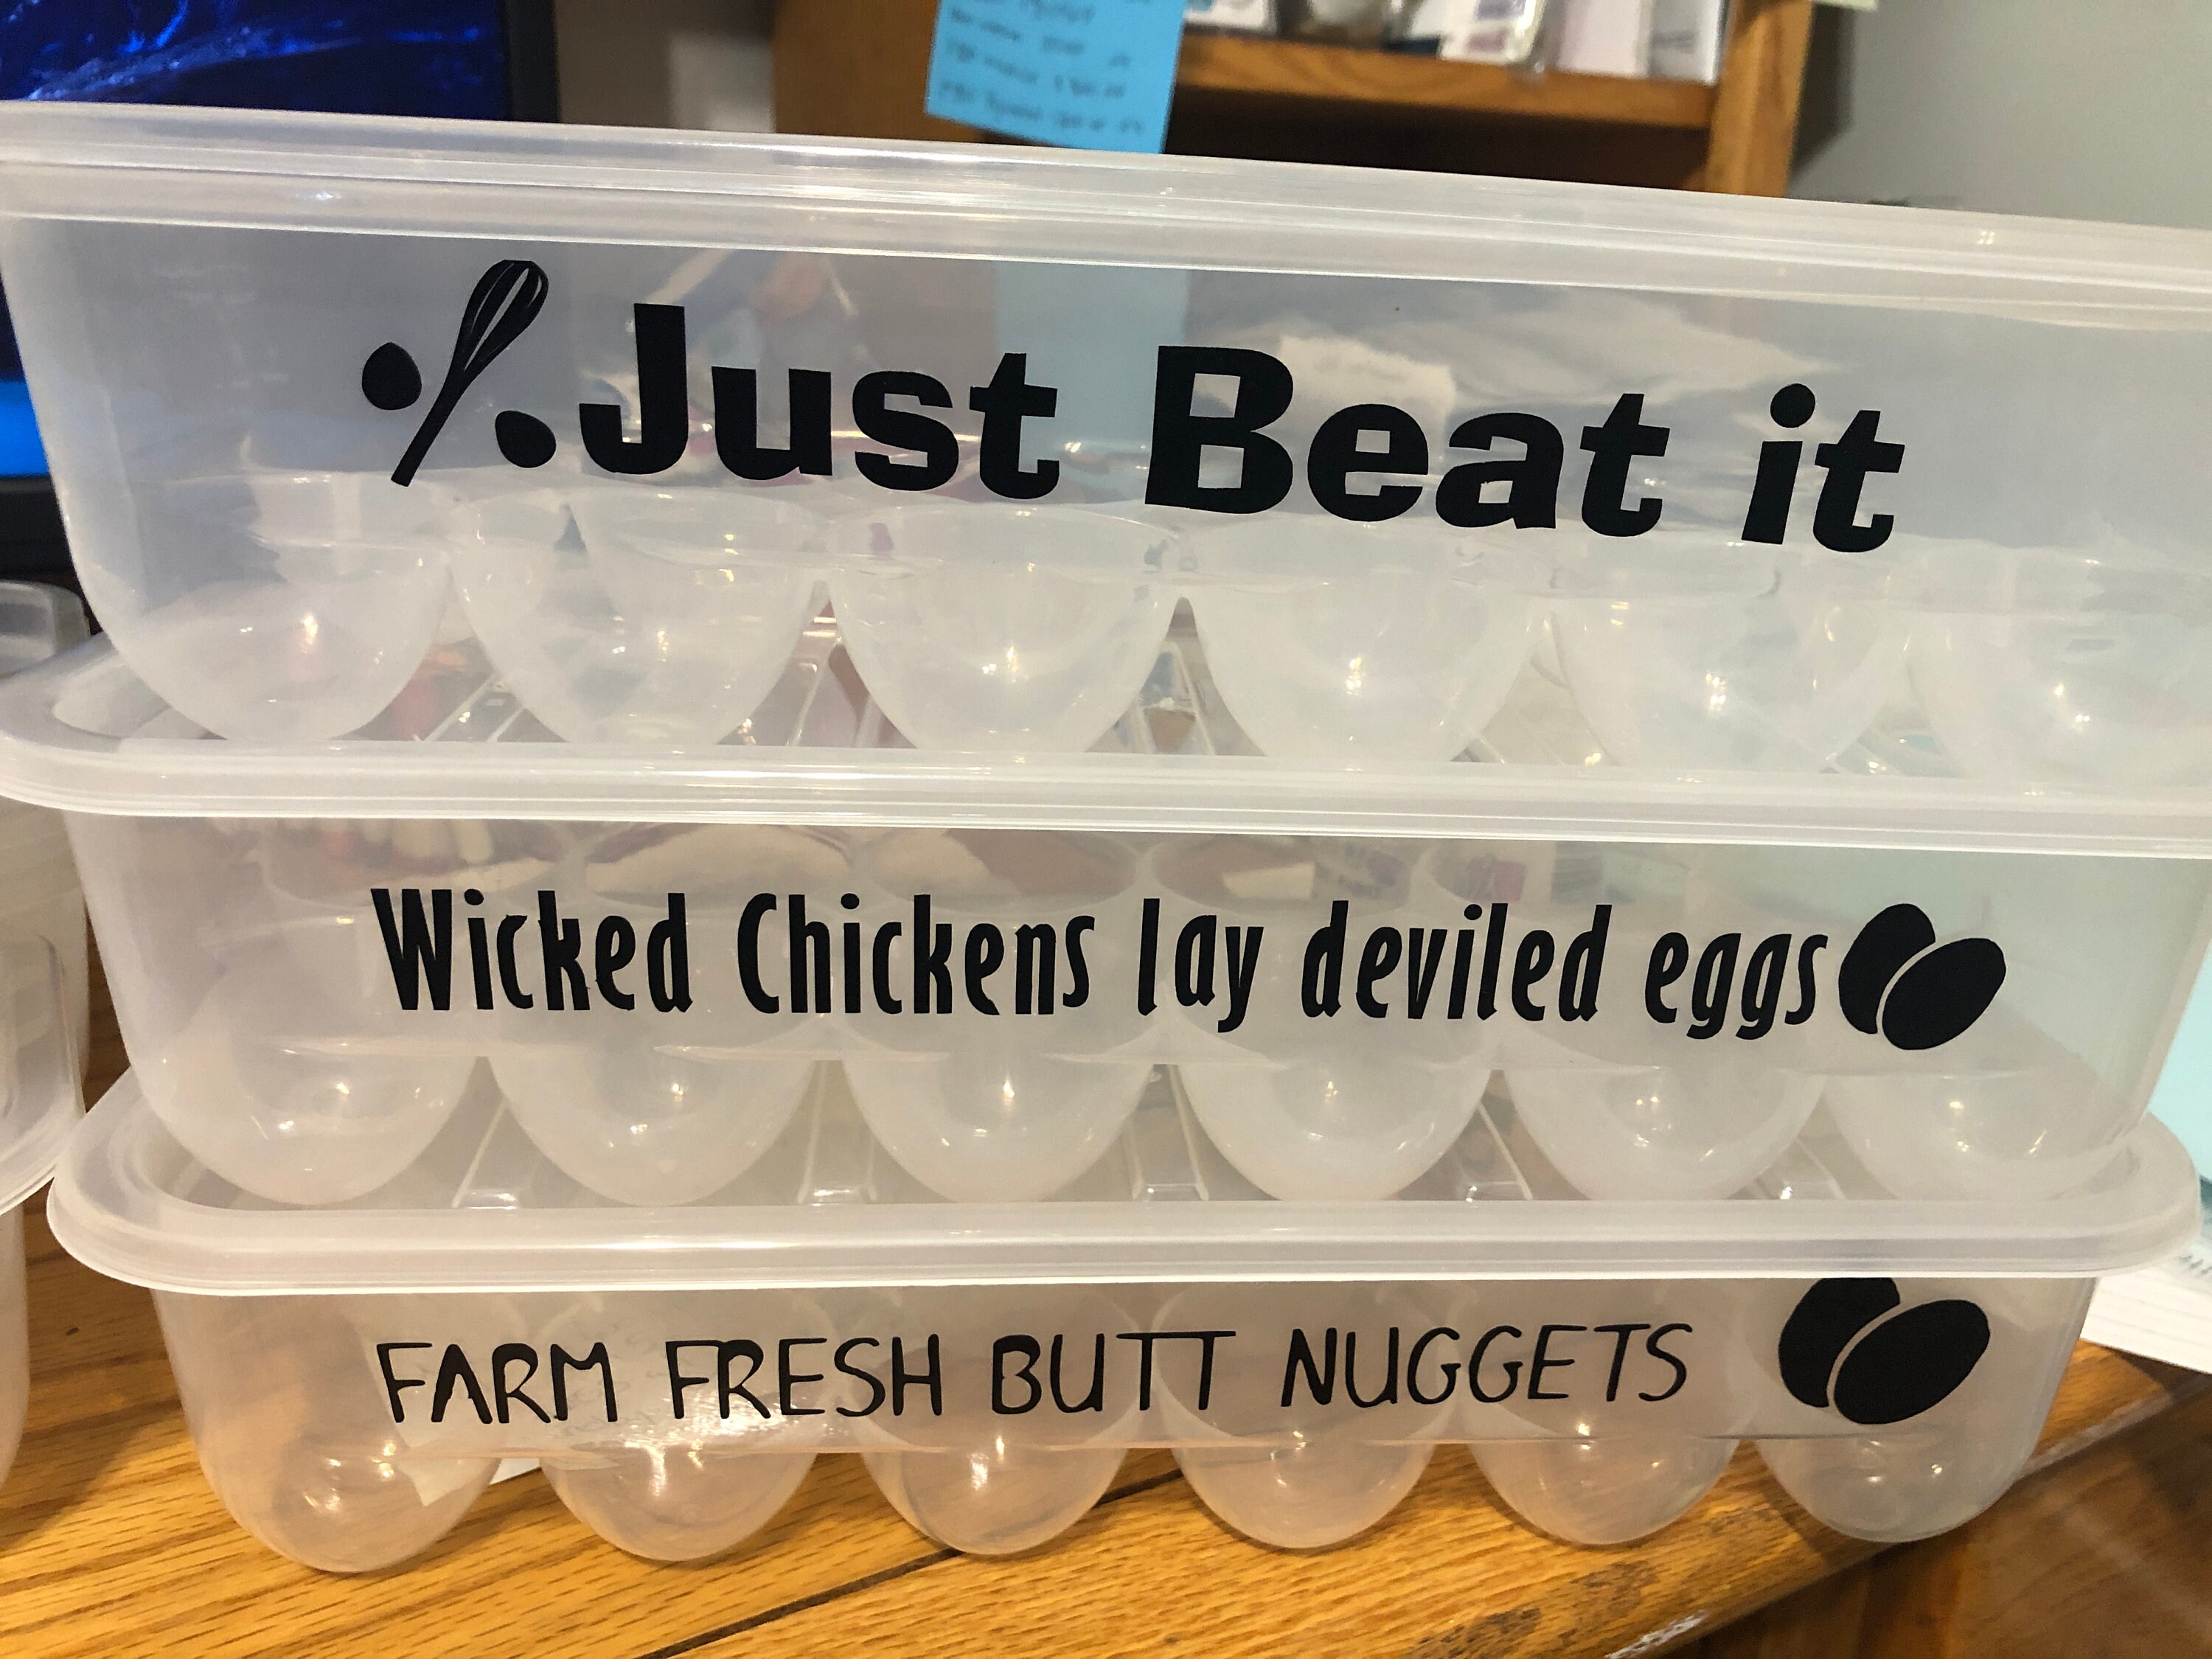 Just Beat it
Wicked Chickens lay deviled eggs
FARM FRESH BUTT NUGGETS